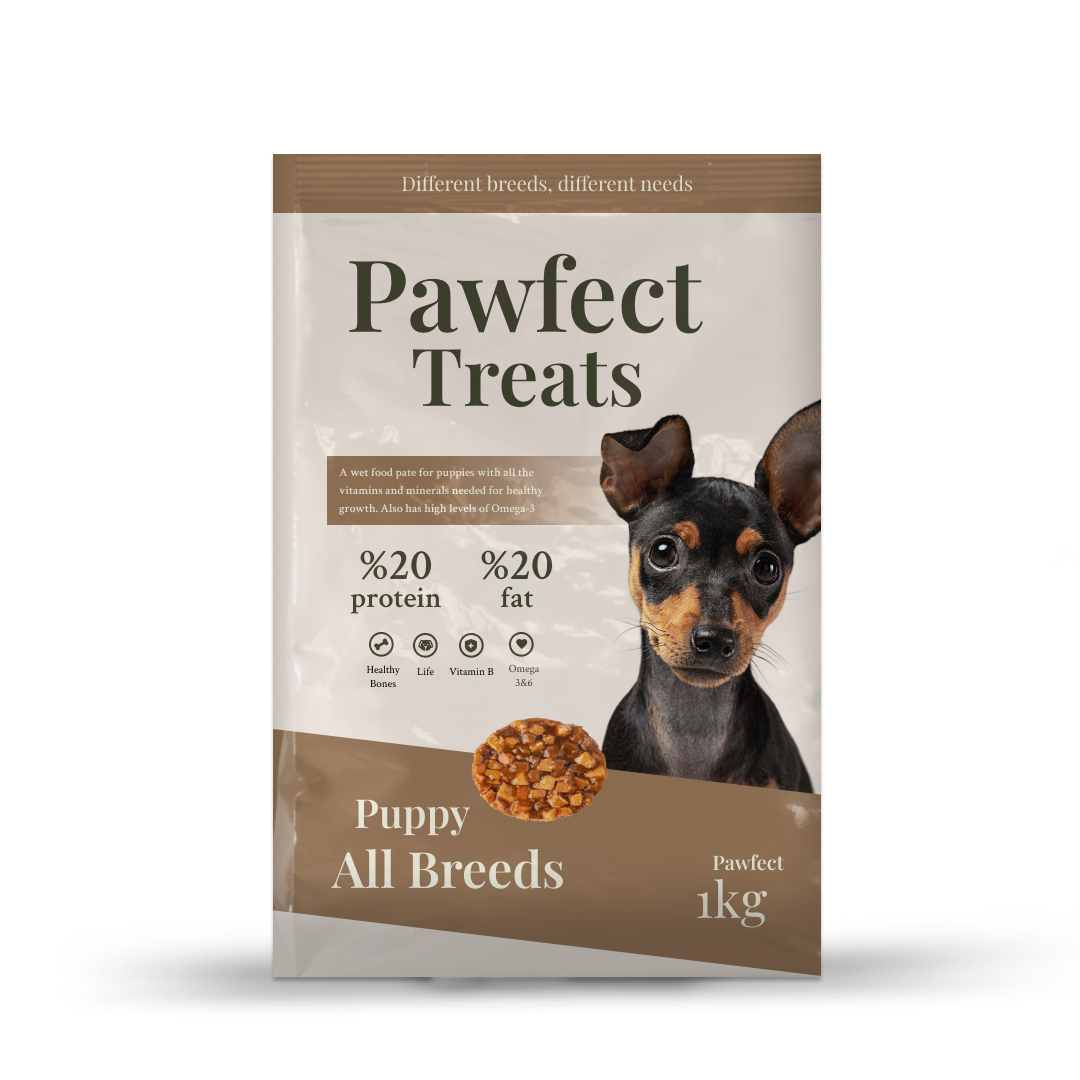 Different breeds, different needs
Pawfect
Treats
A wet food pate for puppies with all the
vitamins and minerals needed for healthy
growth. Also has high levels of Omega-3
%20
protein
%20
fat
Healthy
Bones
Life
Vitamin B
Omega
3&6
Puppy
All Breeds
Pawfect
1kg